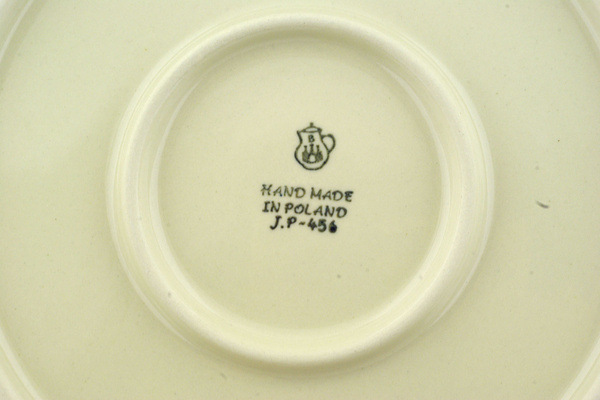 B
HAND MADE
IN POLAND
J.P-456